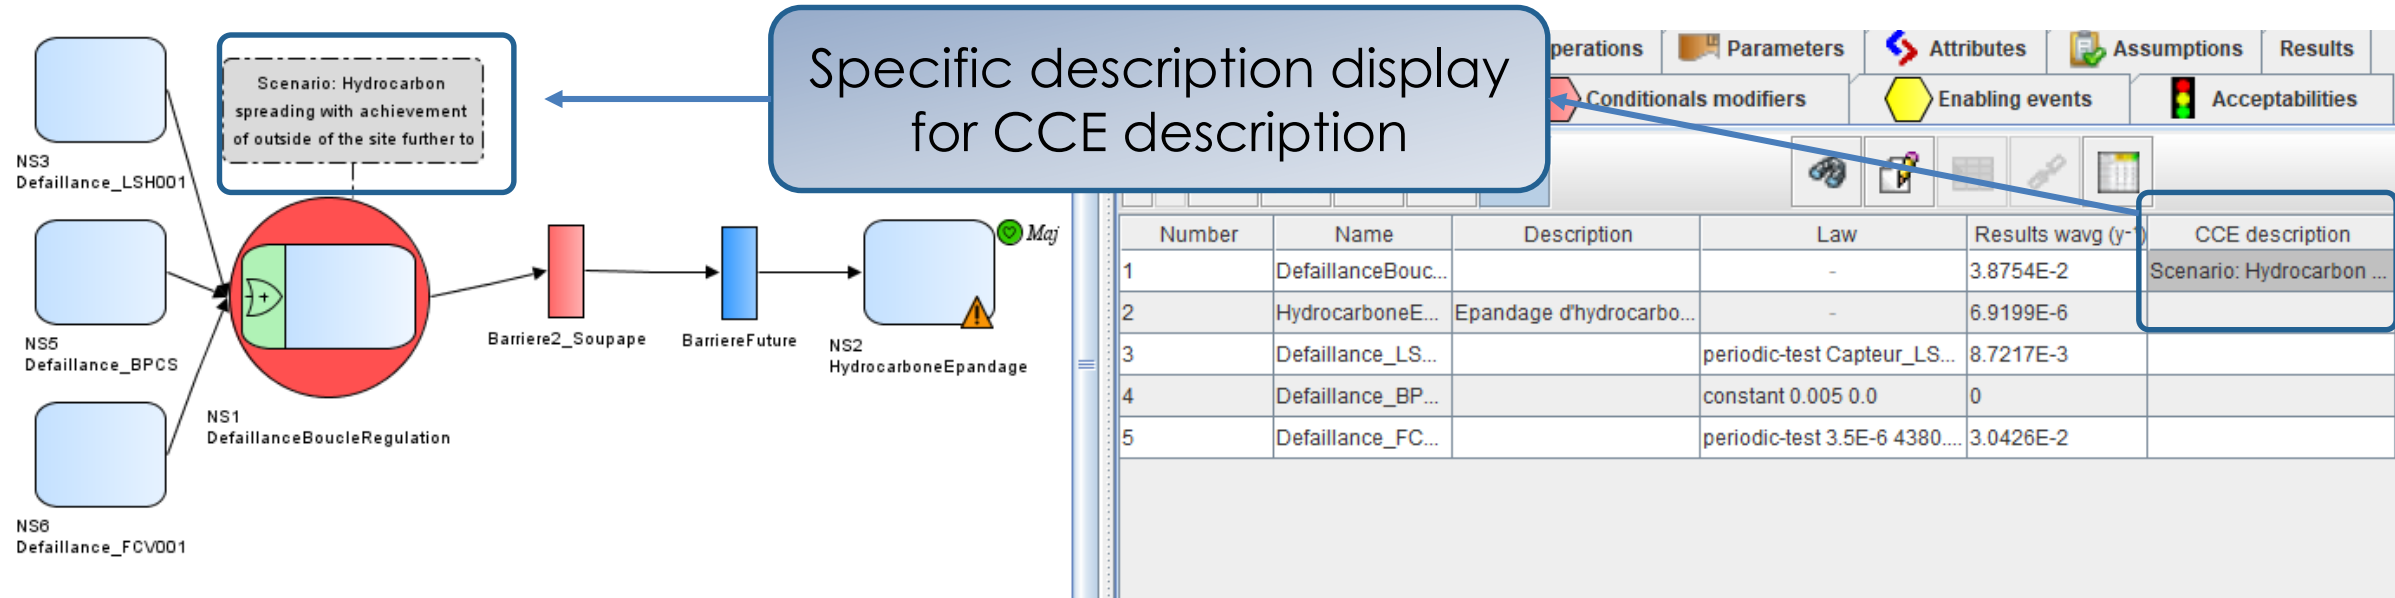 Scenario: Hydrocarbon
spreading with achievement
of outside of the site further to
NS3
Defaillance_LSH001
NS5
Defaillance_BPCS
NS6
Defaillance_FCV001
NS1
DefaillanceBoucleRegulation
Barriere2_Soupape
BarriereFuture
Maj
NS2
HydrocarboneEpandage
Specific description display
for CCE description
perations Parameters Attributes Assumptions Results
Conditionals modifiers Enabling events Acceptabilities
Number Name Description Law Results wavg (y-1) CCE description
1 DefaillanceBouc... - 3.8754E-2 Scenario: Hydrocarbon ...
2 HydrocarboneE... Epandage d'hydrocarbo... - 6.9199E-6
3 Defaillance_LS... periodic-test Capteur_LS... 8.7217E-3
4 Defaillance_BP... constant 0.005 0.0 0
5 Defaillance_FC... periodic-test 3.5E-6 4380.... 3.0426E-2